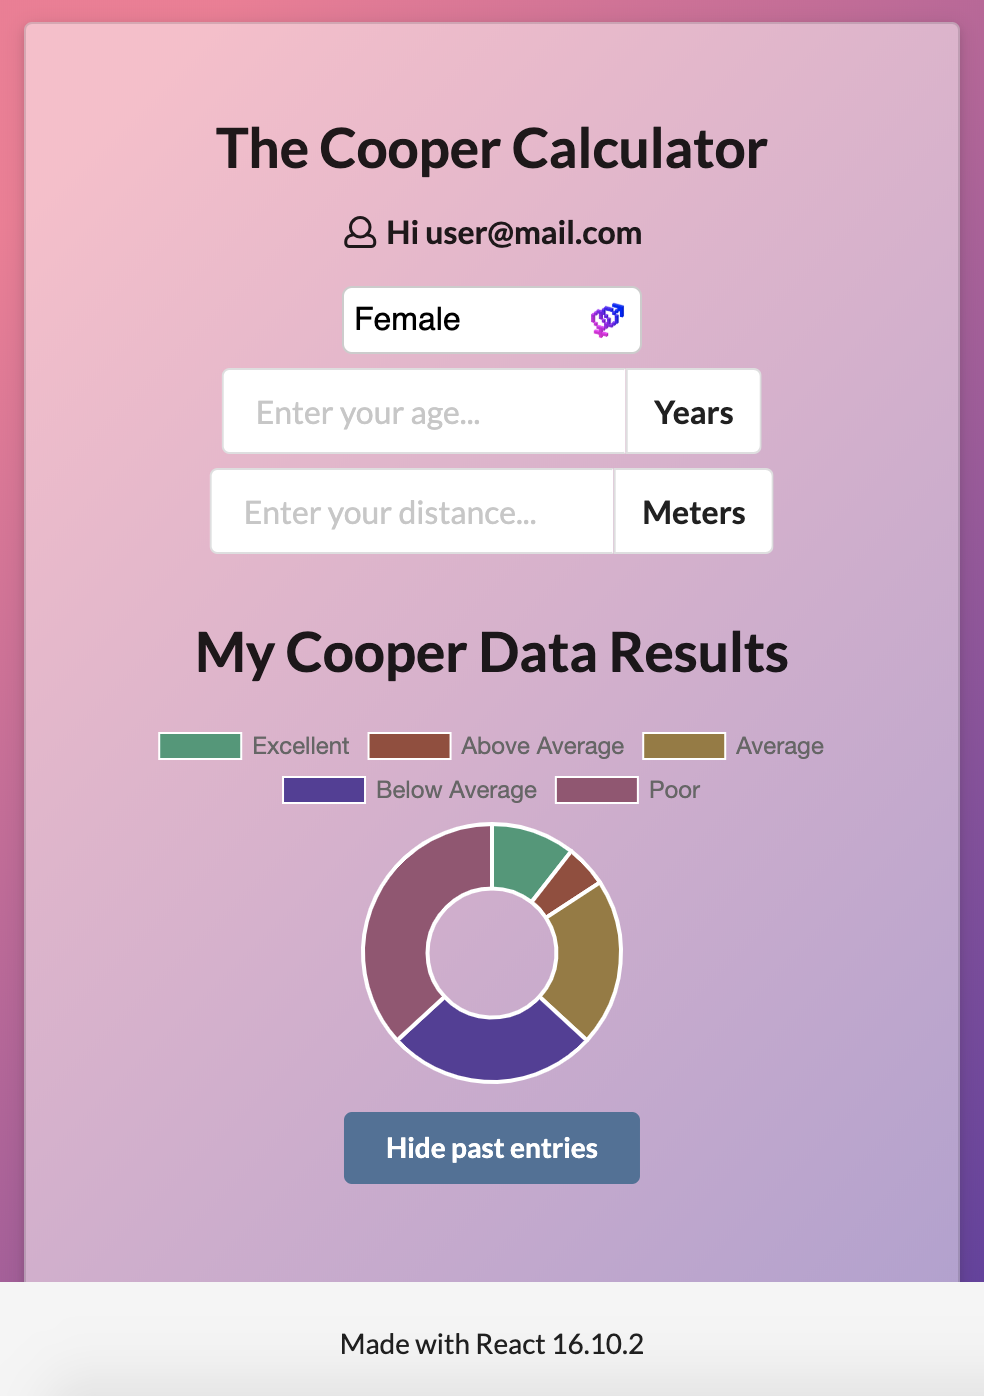 The Cooper Calculator
Hi user@mail.com
Female
Enter your age... Years
Enter your distance... Meters
My Cooper Data Results
Excellent Above Average Average
Below Average Poor
Hide past entries
Made with React 16.10.2